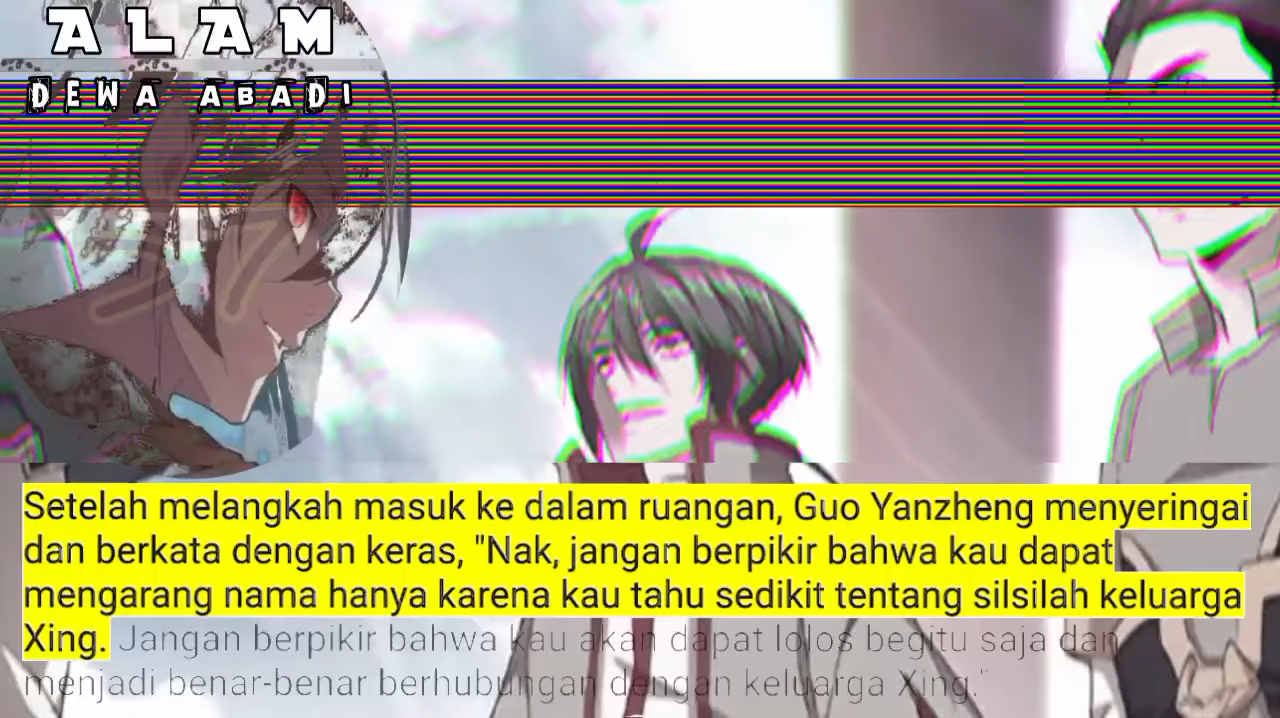 ALAM
DEWA ABADI
Setelah melangkah masuk ke dalam ruangan, Guo Yanzheng menyeringai
dan berkata dengan keras, "Nak, jangan berpikir bahwa kau dapat
mengarang nama hanya karena kau tahu sedikit tentang silsilah keluarga
Xing. Jangan berpikir bahwa kau akan dapat lolos begitu saja dan
menjadi benar-benar berhubungan dengan keluarga Xing."